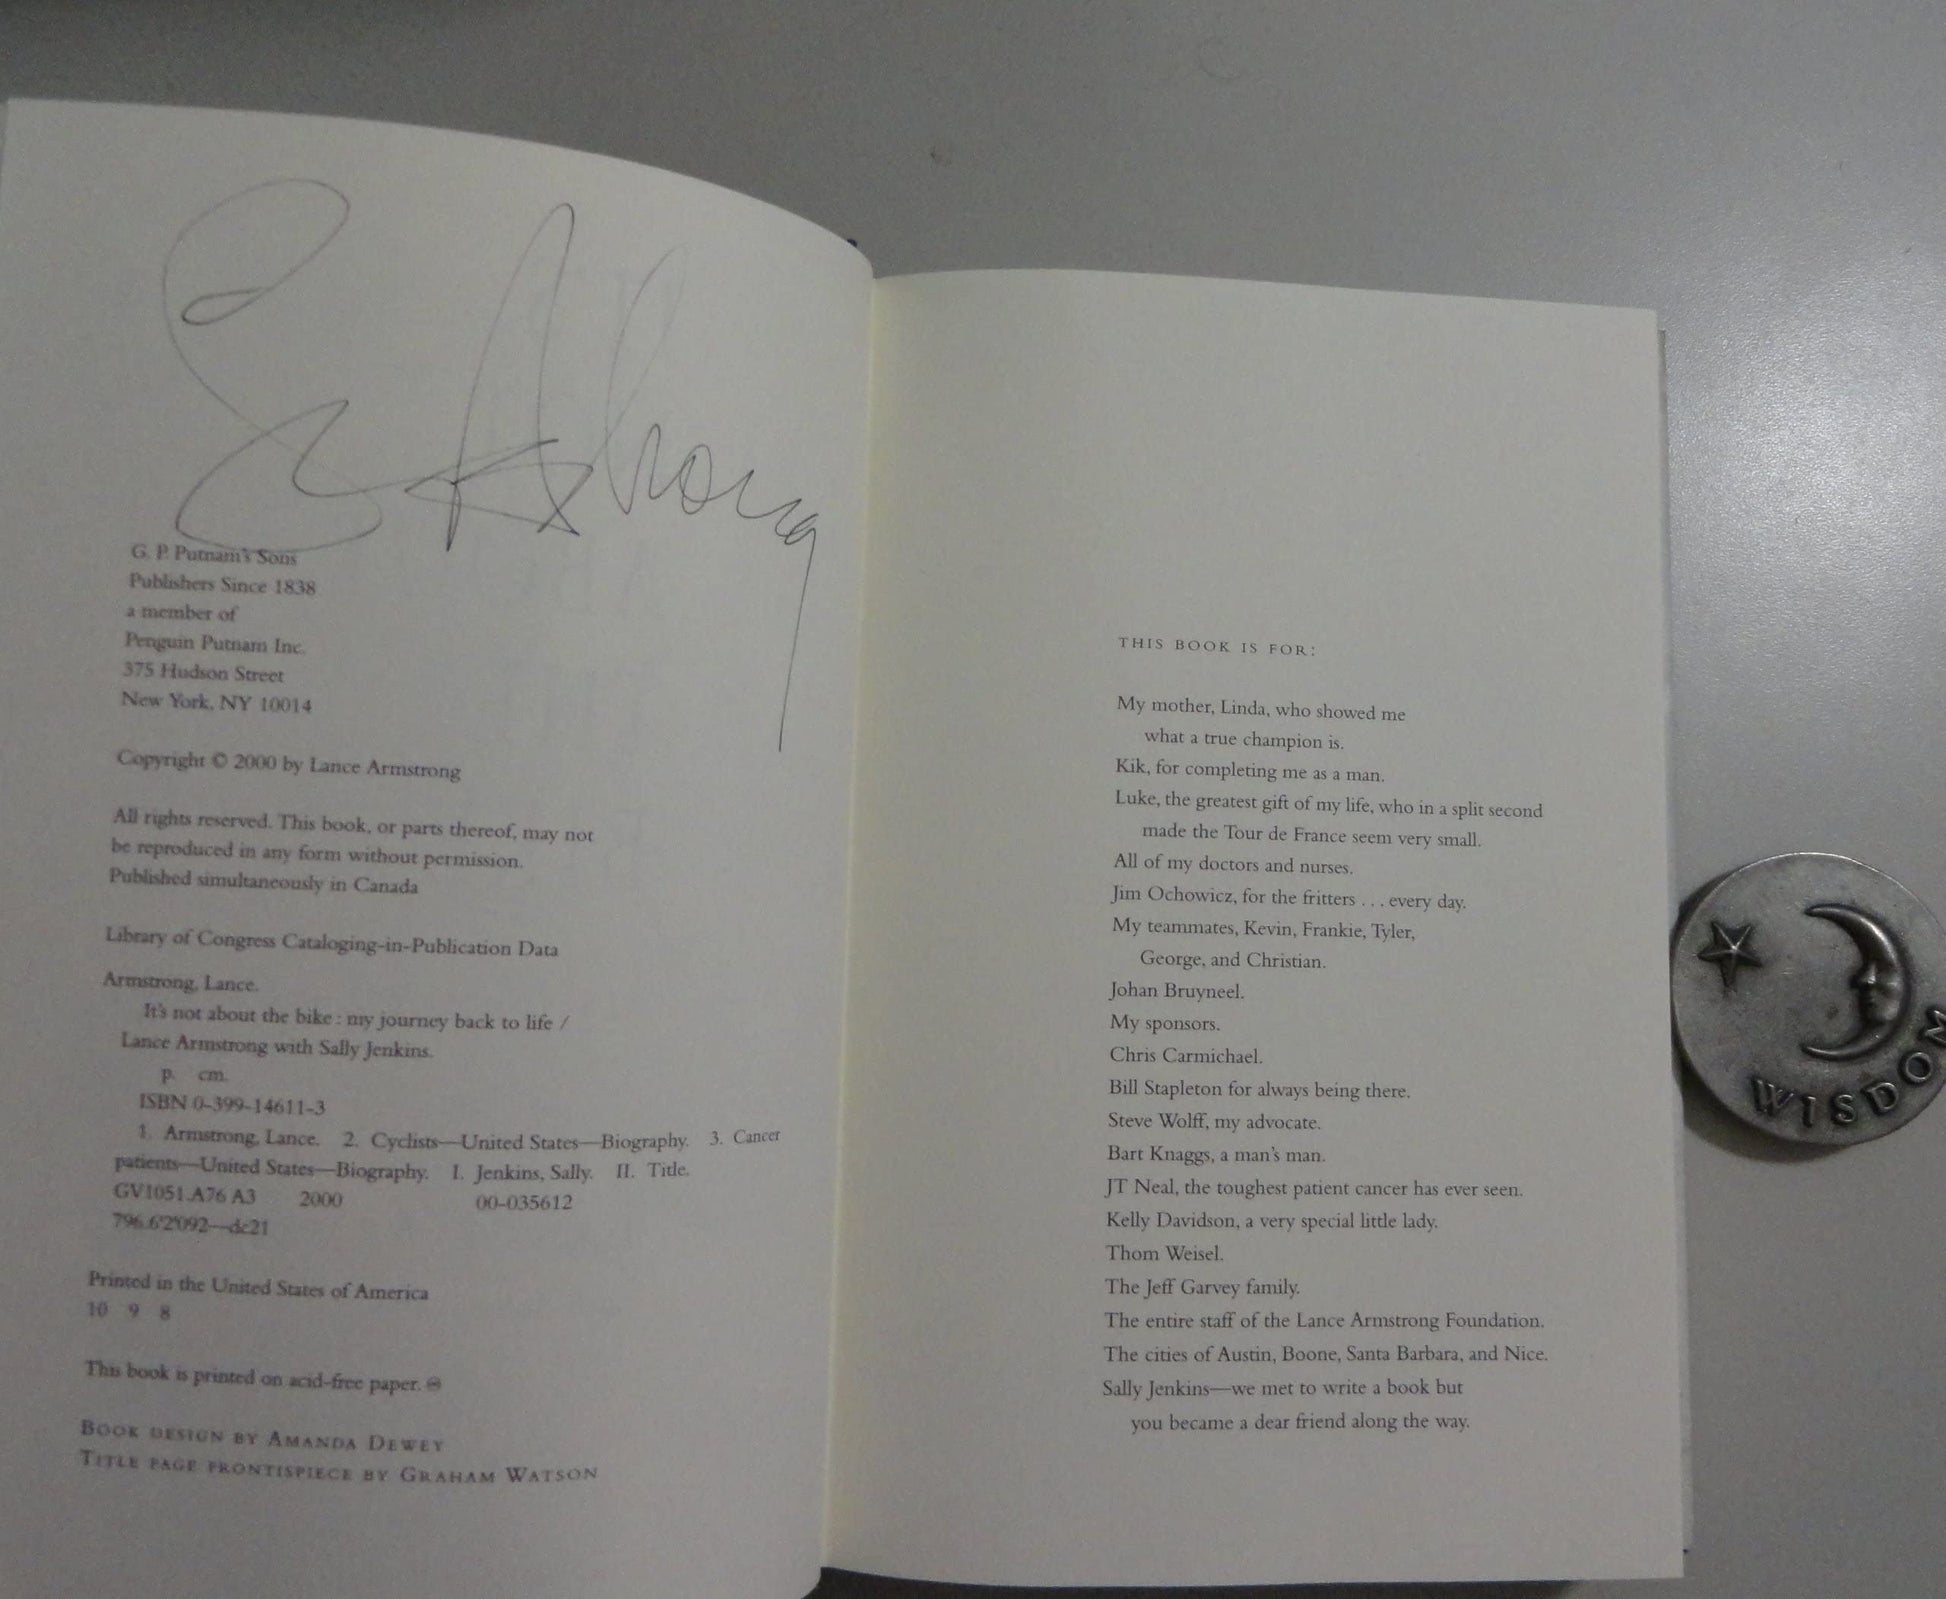 G. P. Putnam's Sons
Publishers Since 1838
a member of
Penguin Putnam Inc.
375 Hudson Street
New York, NY 10014
Copyright © 2000 by Lance Armstrong
All rights reserved. This book, or parts thereof, may not
be reproduced in any form without permission.
Published simultaneously in Canada
Library of Congress Cataloging-in-Publication Data
Armstrong, Lance.
It's not about the bike : my journey back to life /
Lance Armstrong with Sally Jenkins.
p. cm.
ISBN 0-399-14611-3
1. Armstrong, Lance. 2. Cyclists—United States—Biography. 3. Cancer
patients—United States—Biography. I. Jenkins, Sally. II. Title.
GV1051.A76 A3 2000 00-035612
796.6'2'092—dc21
Printed in the United States of America
10 9 8
This book is printed on acid-free paper. ♾
BOOK DESIGN BY AMANDA DEWEY
TITLE PAGE FRONTISPIECE BY GRAHAM WATSON
THIS BOOK IS FOR:
My mother, Linda, who showed me
what a true champion is.
Kik, for completing me as a man.
Luke, the greatest gift of my life, who in a split second
made the Tour de France seem very small.
All of my doctors and nurses.
Jim Ochowicz, for the fritters . . . every day.
My teammates, Kevin, Frankie, Tyler,
George, and Christian.
Johan Bruyneel.
My sponsors.
Chris Carmichael.
Bill Stapleton for always being there.
Steve Wolff, my advocate.
Bart Knaggs, a man's man.
JT Neal, the toughest patient cancer has ever seen.
Kelly Davidson, a very special little lady.
Thom Weisel.
The Jeff Garvey family.
The entire staff of the Lance Armstrong Foundation.
The cities of Austin, Boone, Santa Barbara, and Nice.
Sally Jenkins—we met to write a book but
you became a dear friend along the way.
WISDOM